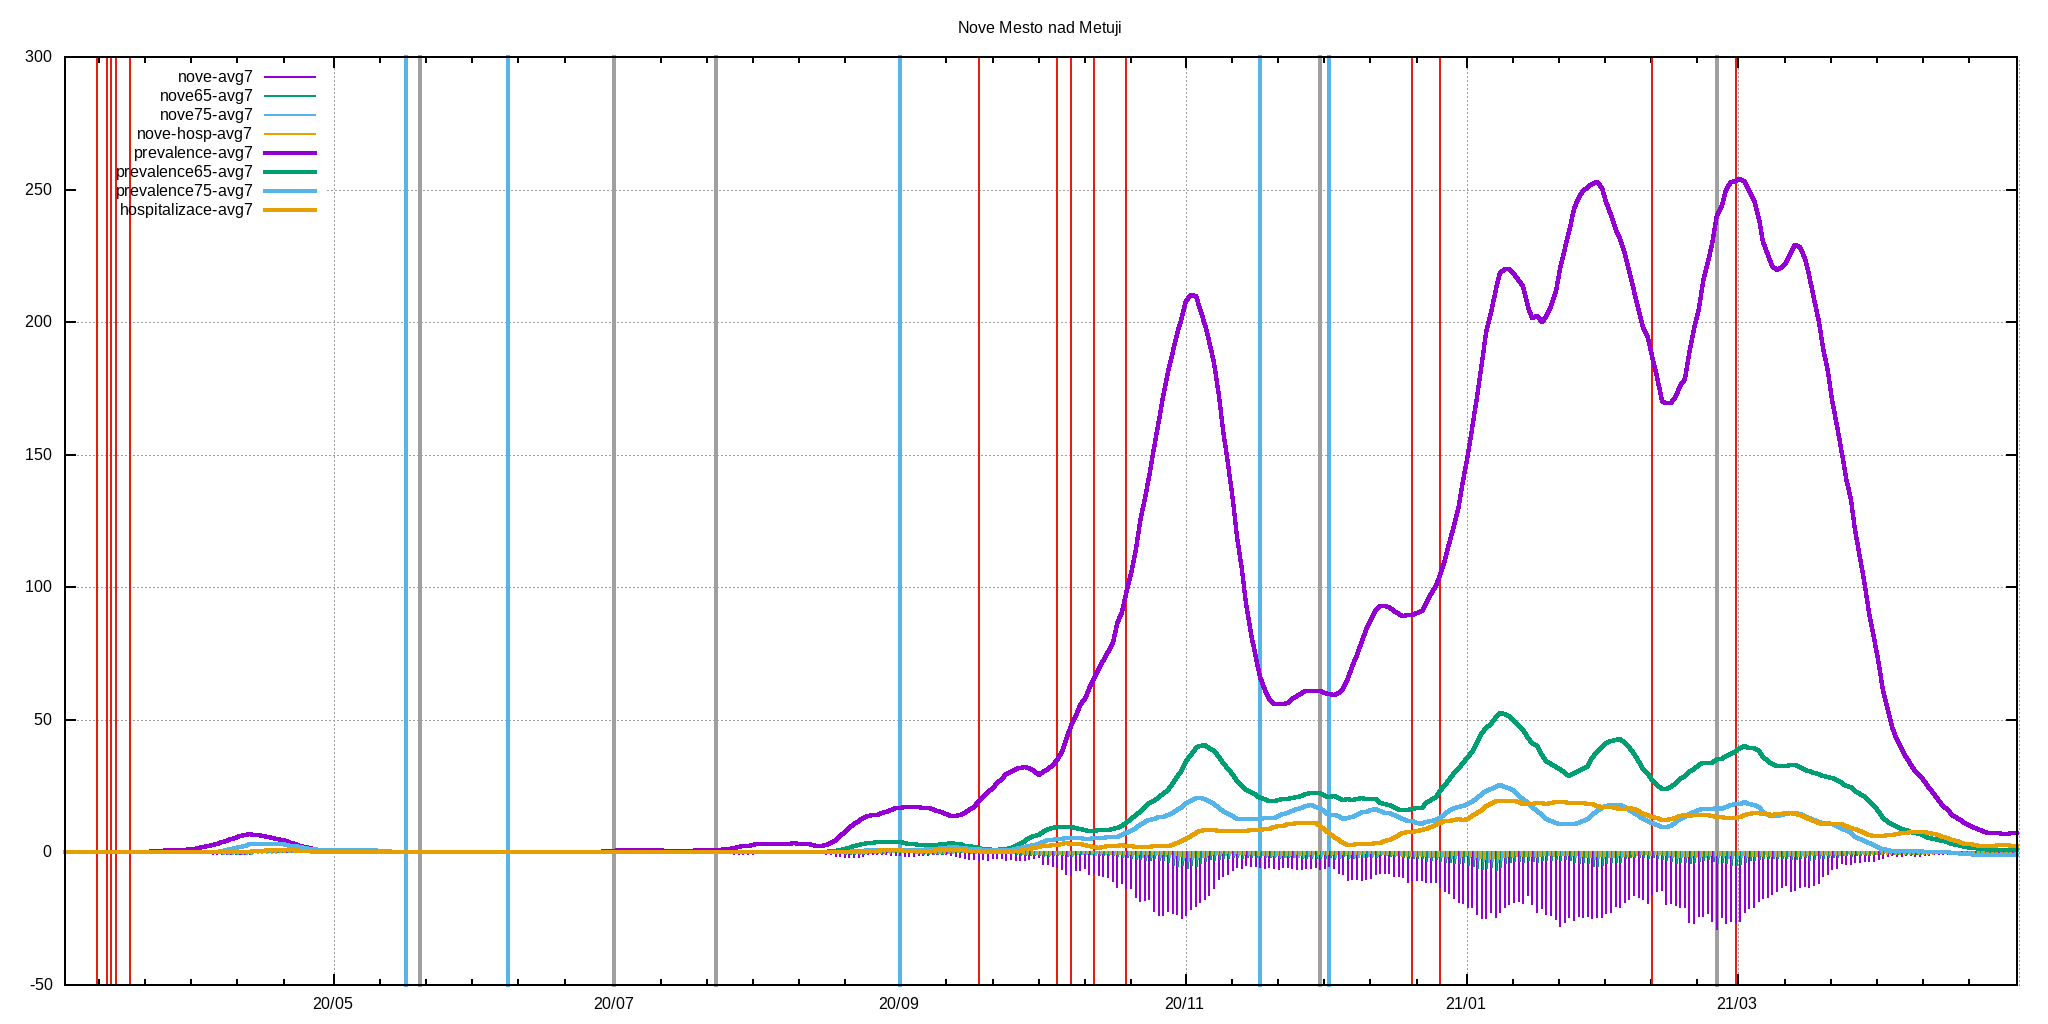 Nove Mesto nad Metuji
300
250
200
150
100
50
0
-50
nove-avg7
nove65-avg7
nove75-avg7
nove-hosp-avg7
prevalence-avg7
prevalence65-avg7
prevalence75-avg7
hospitalizace-avg7
20/05
20/07
20/09
20/11
21/01
21/03